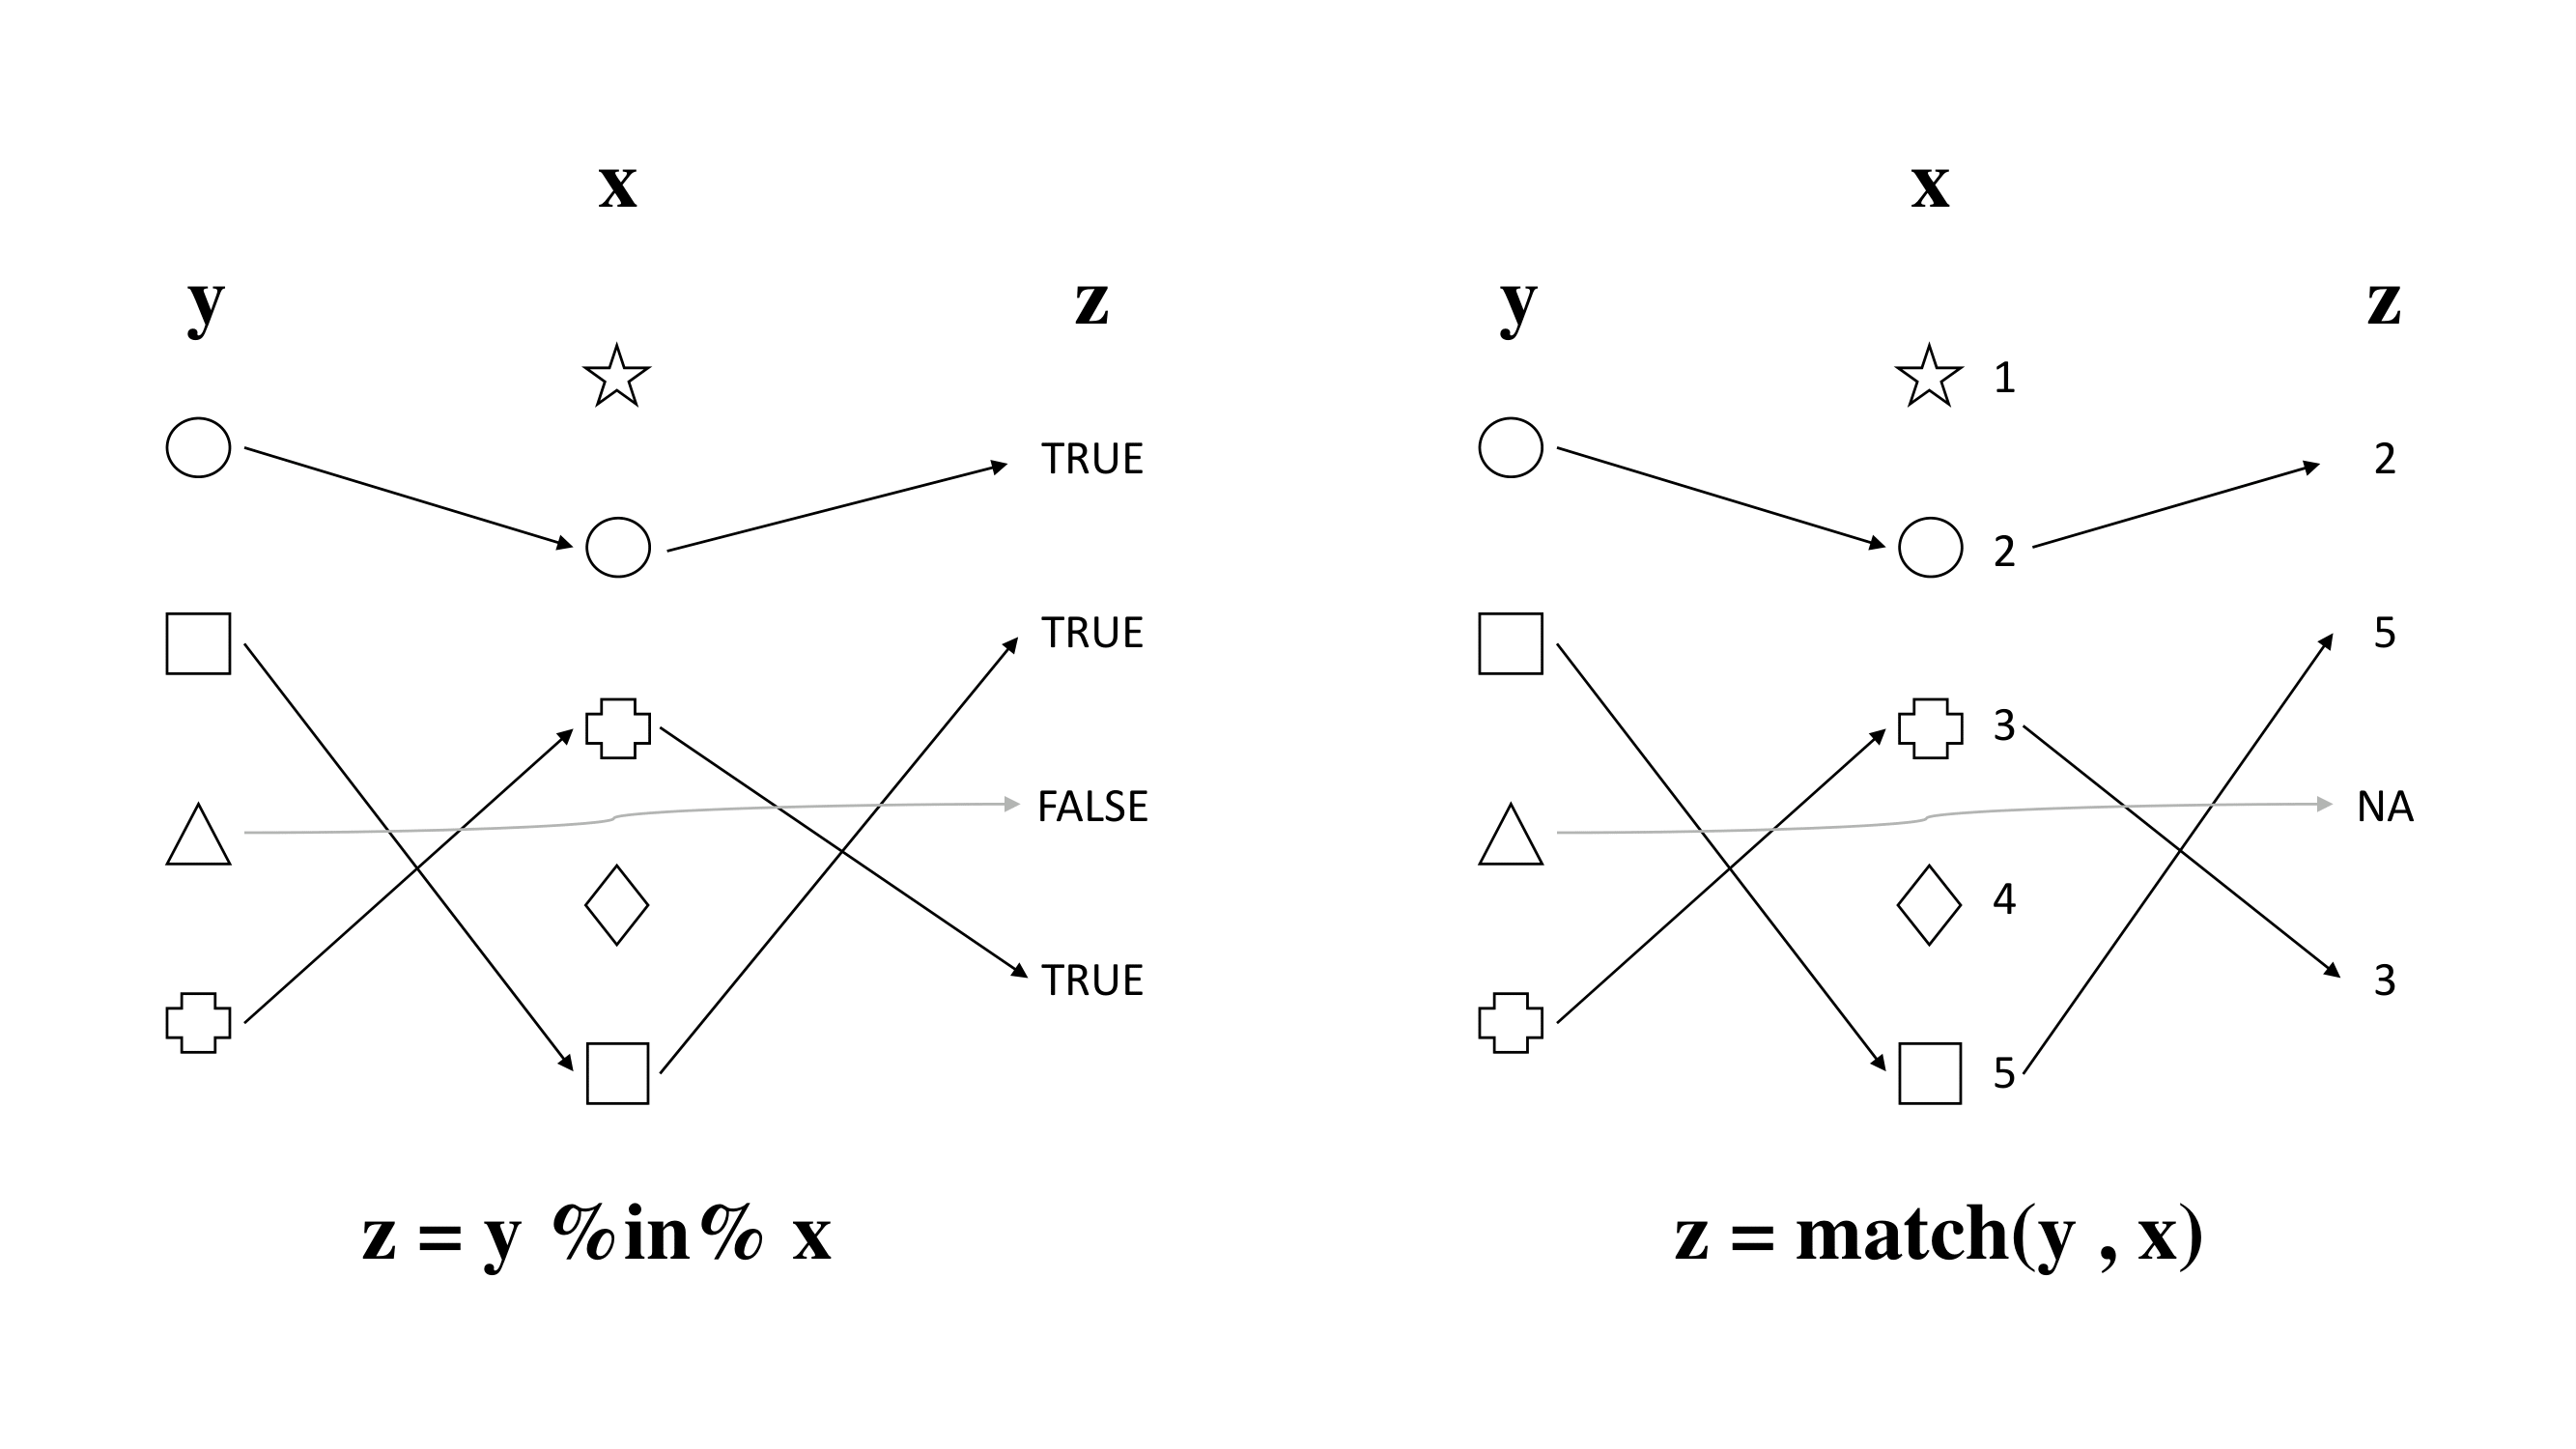 x
y
z
TRUE
TRUE
FALSE
TRUE
z = y %in% x
x
y
z
1
2
2
5
3
NA
4
3
5
z = match(y , x)